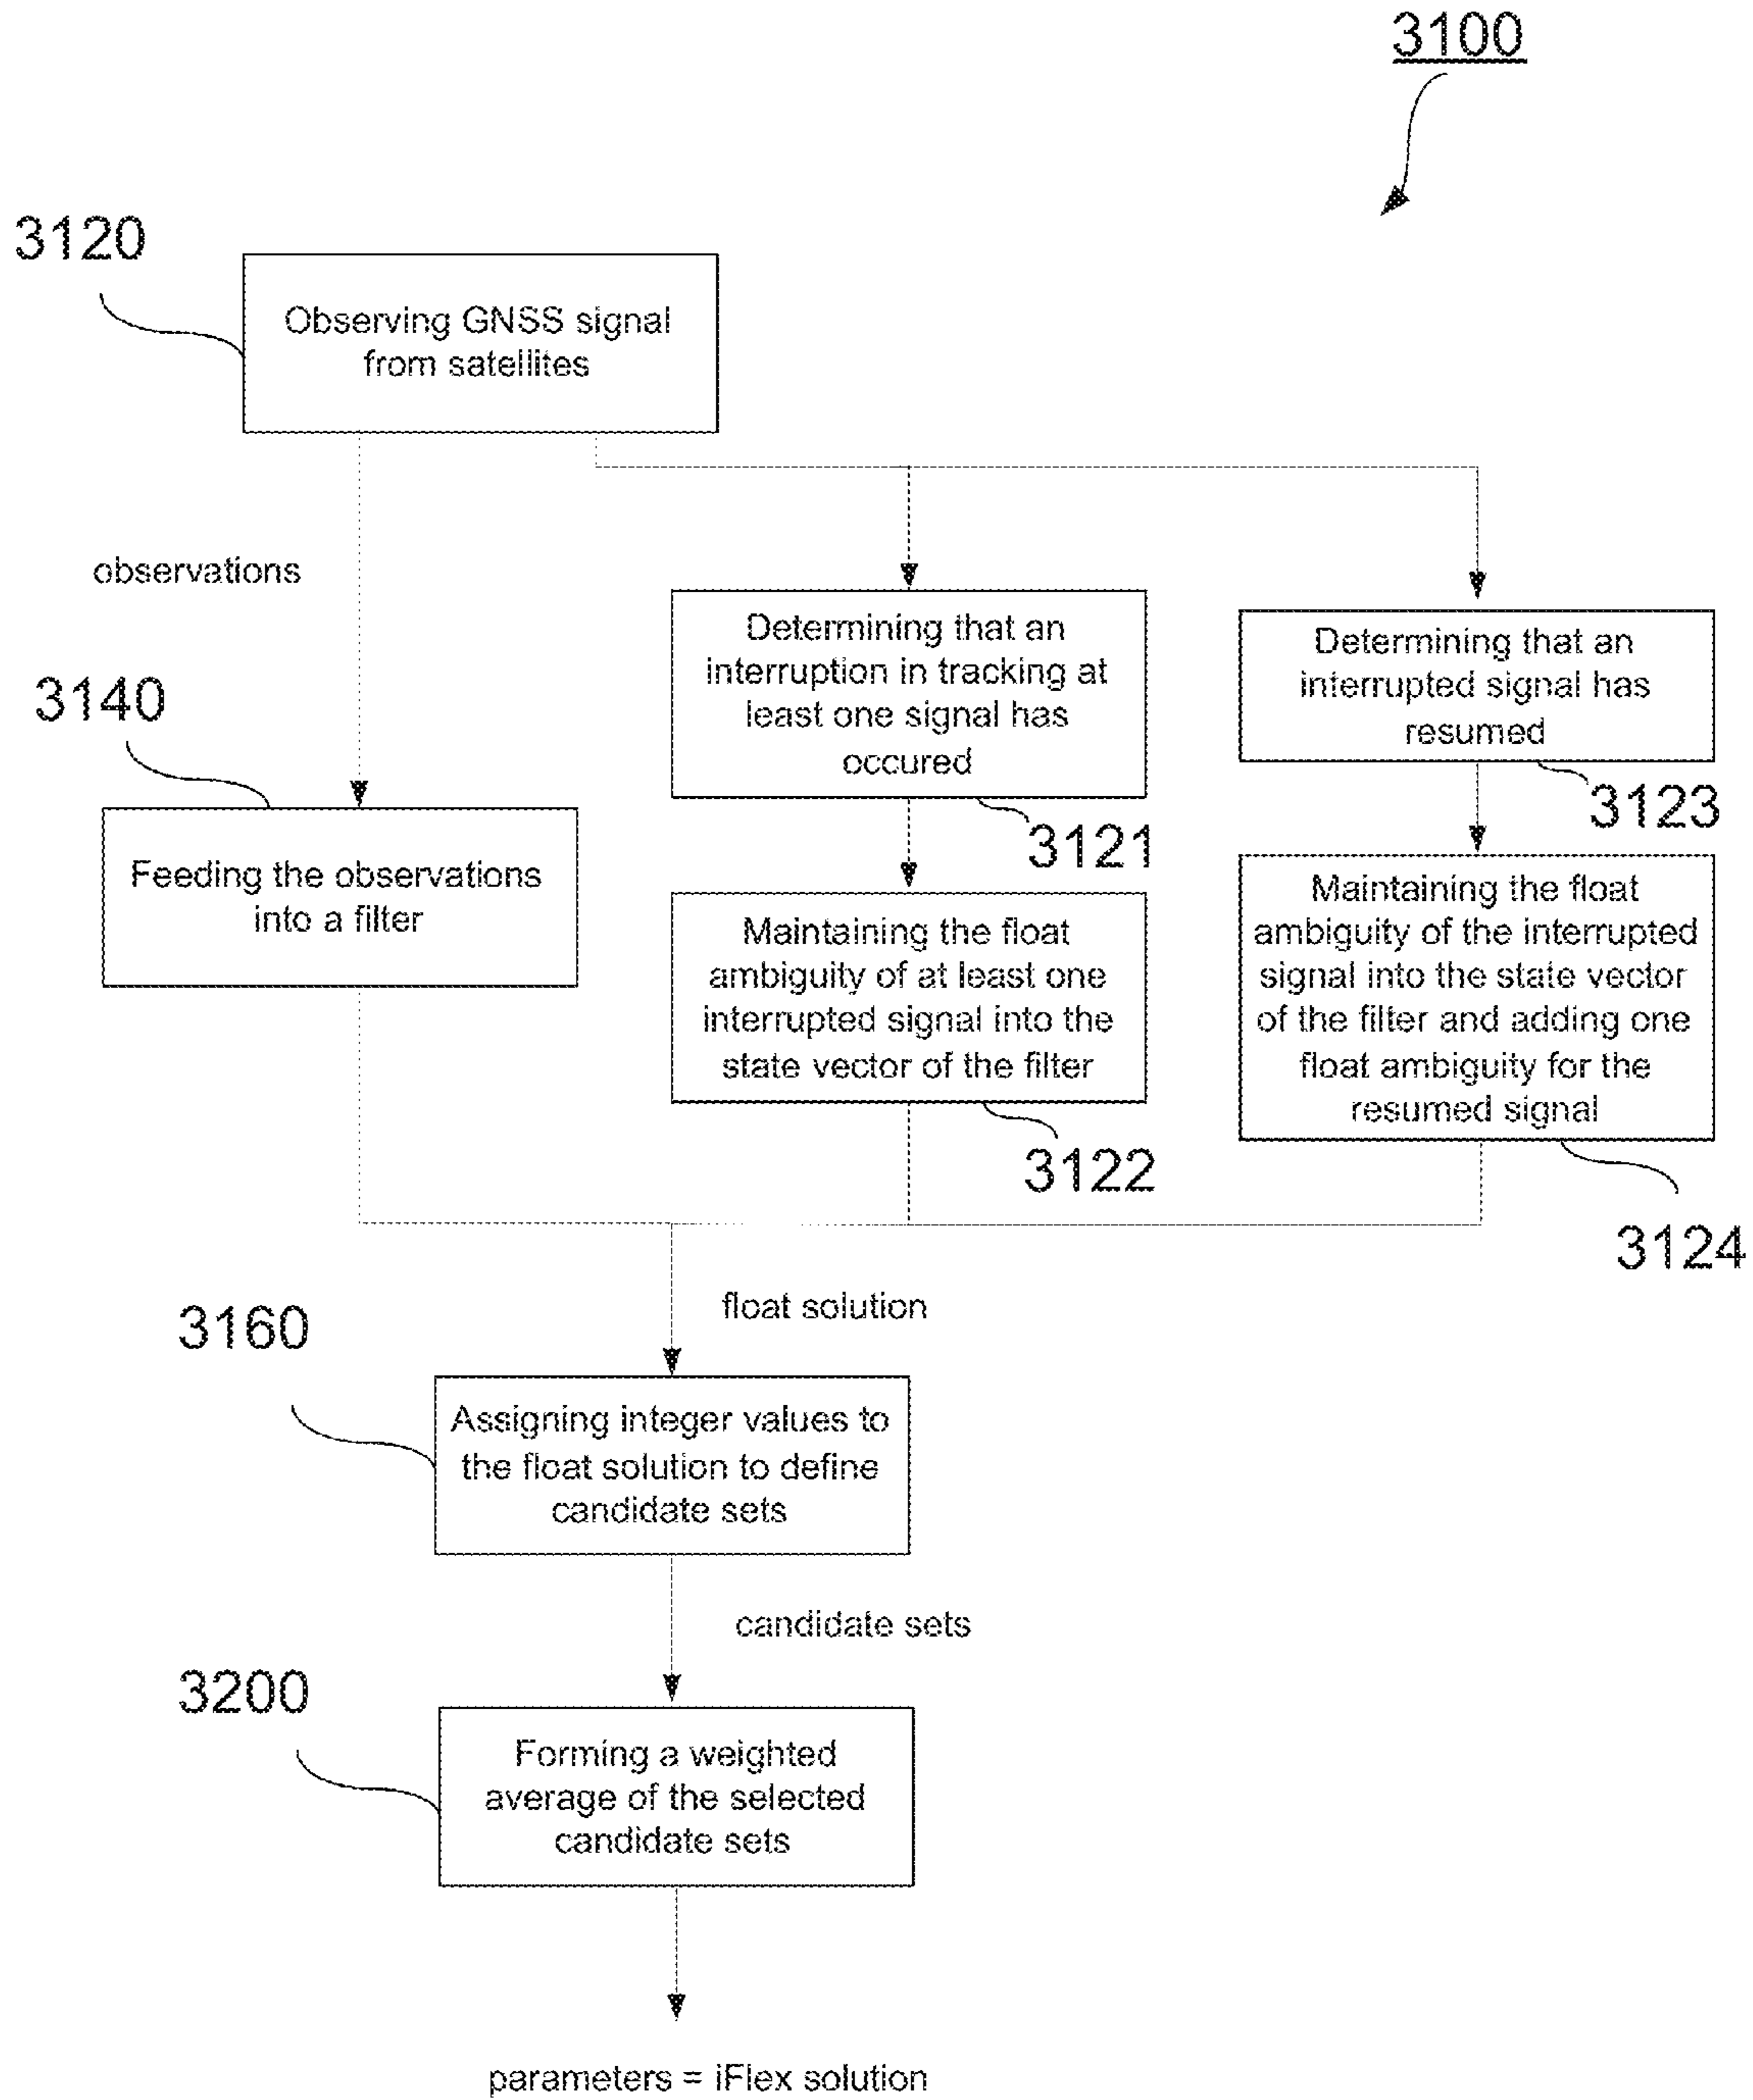 3100
3120
Observing GNSS signal
from satellites
observations
3140
Feeding the observations
into a filter
Determining that an
interruption in tracking at
least one signal has
occured
3121
Maintaining the float
ambiguity of at least one
interrupted signal into the
state vector of the filter
3122
Determining that an
interrupted signal has
resumed
3123
Maintaining the float
ambiguity of the interrupted
signal into the state vector
of the filter and adding one
float ambiguity for the
resumed signal
3124
float solution
3160
Assigning integer values to
the float solution to define
candidate sets
candidate sets
3200
Forming a weighted
average of the selected
candidate sets
parameters = iFlex solution